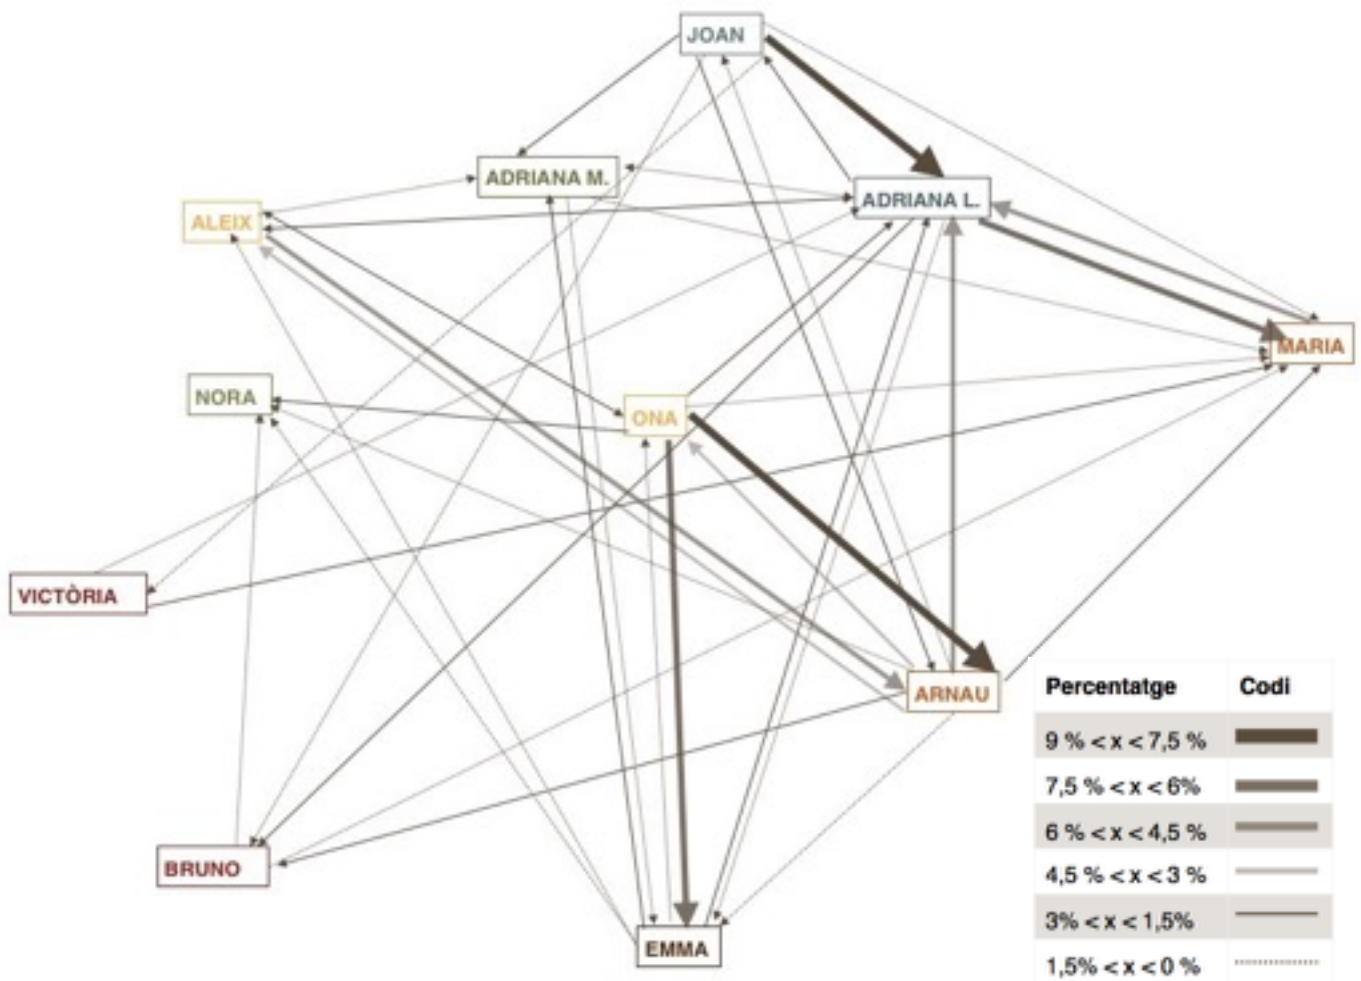 JOAN
ADRIANA M.
ADRIANA L.
ALEIX
MARIA
NORA
ONA
VICTÒRIA
ARNAU
BRUNO
EMMA
Percentatge Codi
9 % < x < 7,5 %
7,5 % < x < 6%
6 % < x < 4,5 %
4,5 % < x < 3 %
3% < x < 1,5%
1,5% < x < 0 %